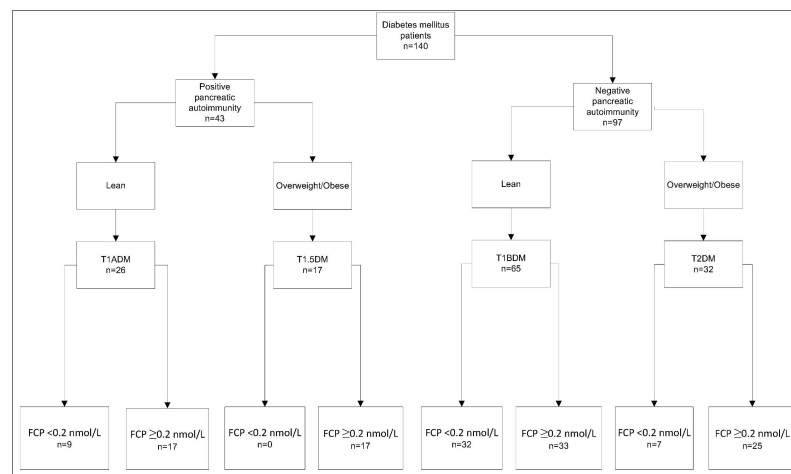 Diabetes mellitus
patients
n=140
Positive
pancreatic
autoimmunity
n=43
Negative
pancreatic
autoimmunity
n=97
Lean
Overweight/Obese
Lean
Overweight/Obese
T1ADM
n=26
T1.5DM
n=17
T1BDM
n=65
T2DM
n=32
FCP <0.2 nmol/L
n=9
FCP ≥0.2 nmol/L
n=17
FCP <0.2 nmol/L
n=0
FCP ≥0.2 nmol/L
n=17
FCP <0.2 nmol/L
n=32
FCP ≥0.2 nmol/L
n=33
FCP <0.2 nmol/L
n=7
FCP ≥0.2 nmol/L
n=25